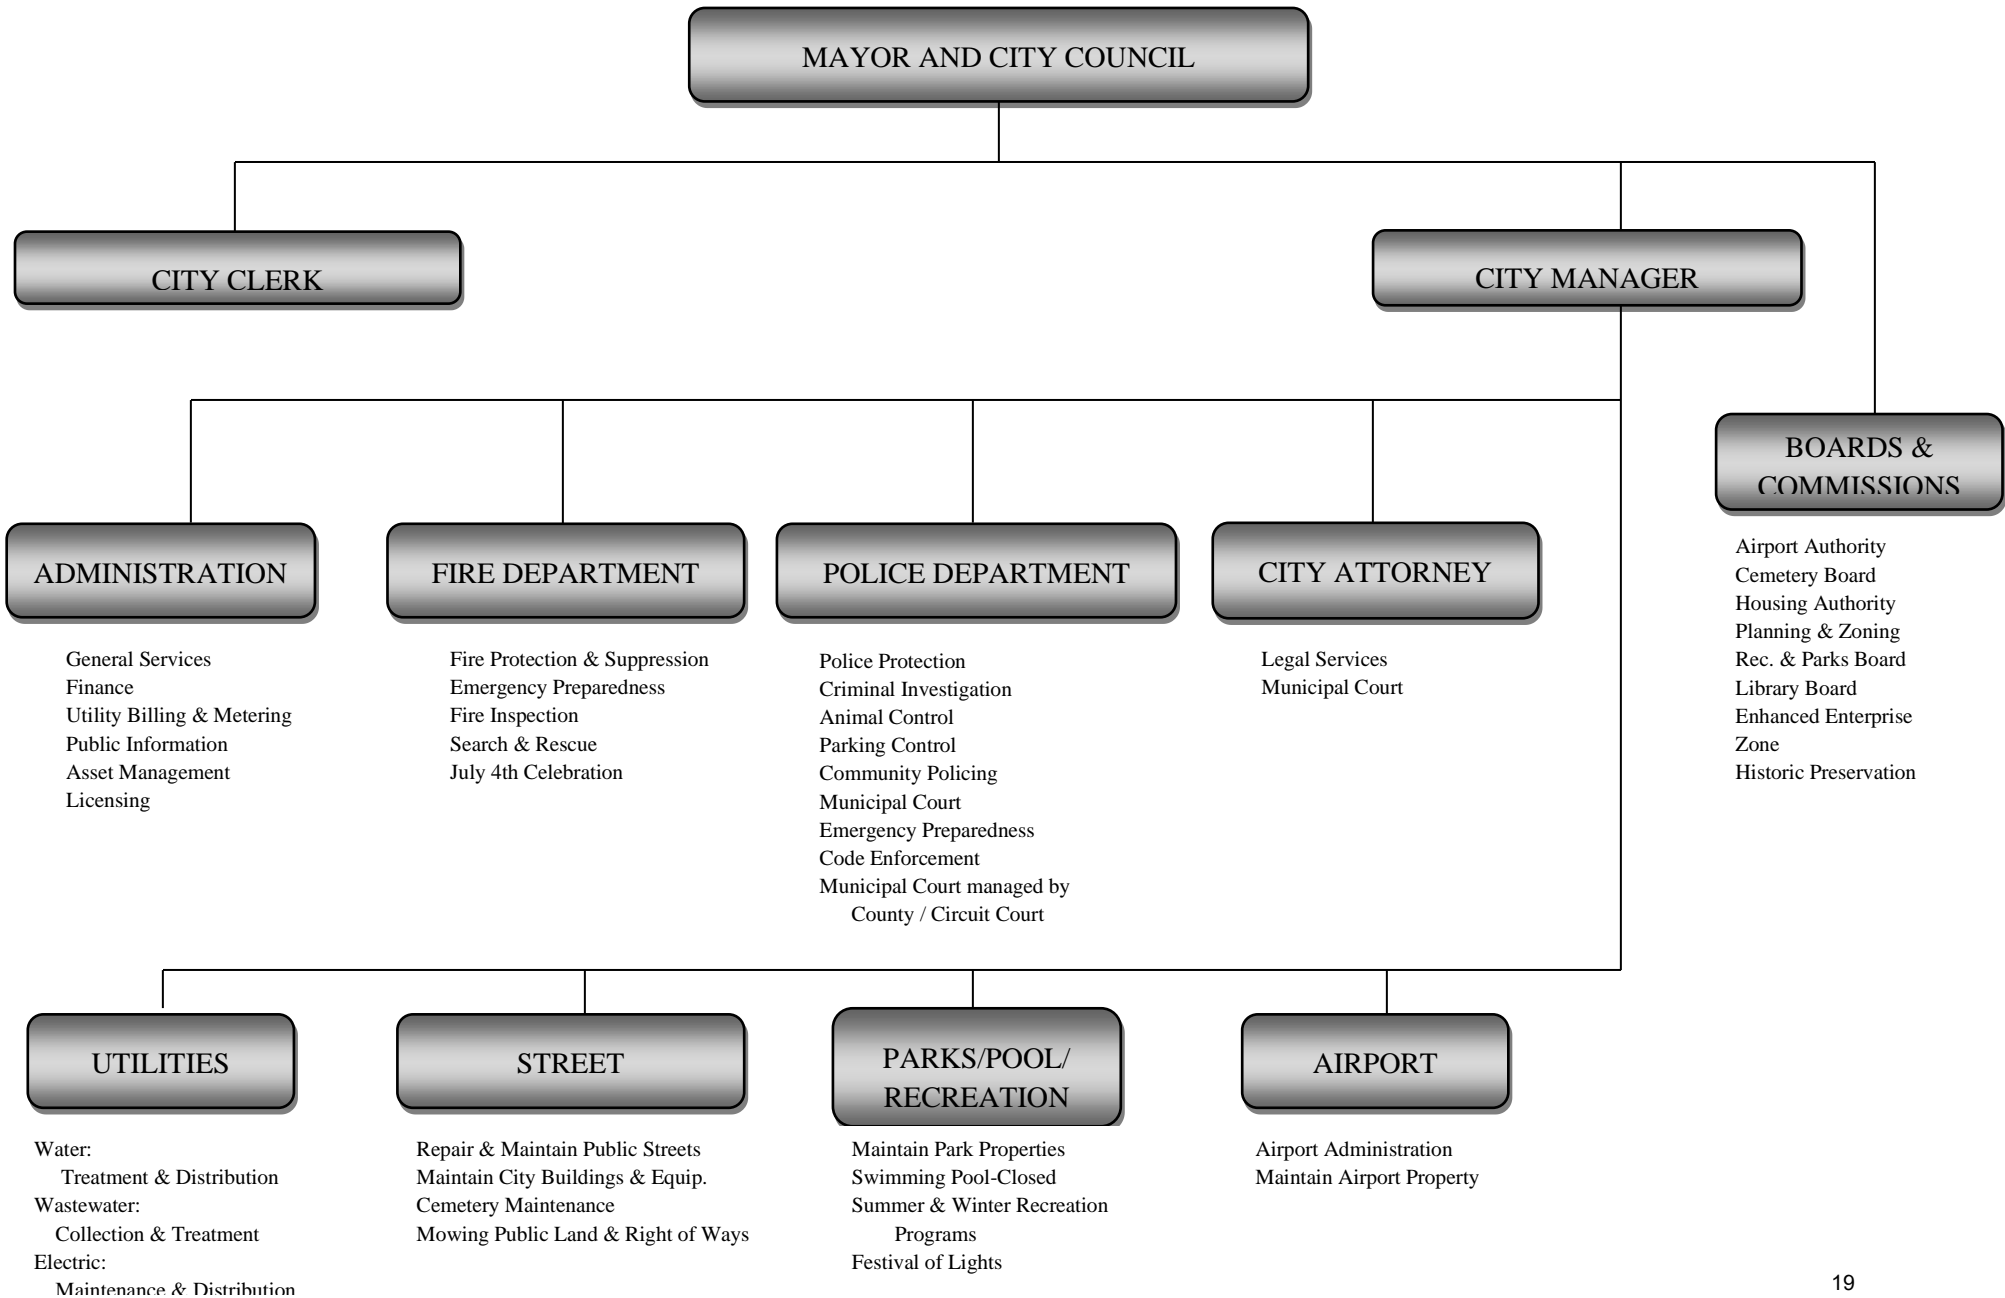 MAYOR AND CITY COUNCIL
CITY CLERK
CITY MANAGER
BOARDS &
COMMISSIONS
Airport Authority
Cemetery Board
Housing Authority
Planning & Zoning
Rec. & Parks Board
Library Board
Enhanced Enterprise
Zone
Historic Preservation
ADMINISTRATION
General Services
Finance
Utility Billing & Metering
Public Information
Asset Management
Licensing
FIRE DEPARTMENT
Fire Protection & Suppression
Emergency Preparedness
Fire Inspection
Search & Rescue
July 4th Celebration
POLICE DEPARTMENT
Police Protection
Criminal Investigation
Animal Control
Parking Control
Community Policing
Municipal Court
Emergency Preparedness
Code Enforcement
Municipal Court managed by
County / Circuit Court
CITY ATTORNEY
Legal Services
Municipal Court
UTILITIES
Water:
Treatment & Distribution
Wastewater:
Collection & Treatment
Electric:
Maintenance & Distribution
STREET
Repair & Maintain Public Streets
Maintain City Buildings & Equip.
Cemetery Maintenance
Mowing Public Land & Right of Ways
PARKS/POOL/
RECREATION
Maintain Park Properties
Swimming Pool-Closed
Summer & Winter Recreation
Programs
Festival of Lights
AIRPORT
Airport Administration
Maintain Airport Property
19